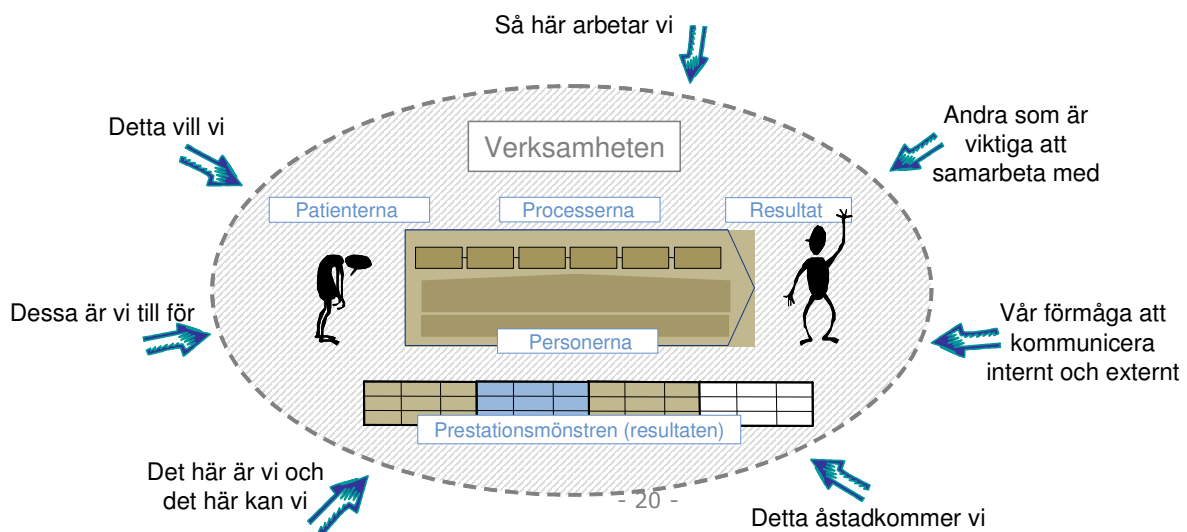 Så här arbetar vi
Detta vill vi
Andra som är
viktiga att
samarbeta med
Verksamheten
Patienterna
Processerna
Resultat
Dessa är vi till för
Vår förmåga att
kommunicera
internt och externt
Personerna
Prestationsmönstren (resultaten)
Det här är vi och
det här kan vi
- 20 -
Detta åstadkommer vi